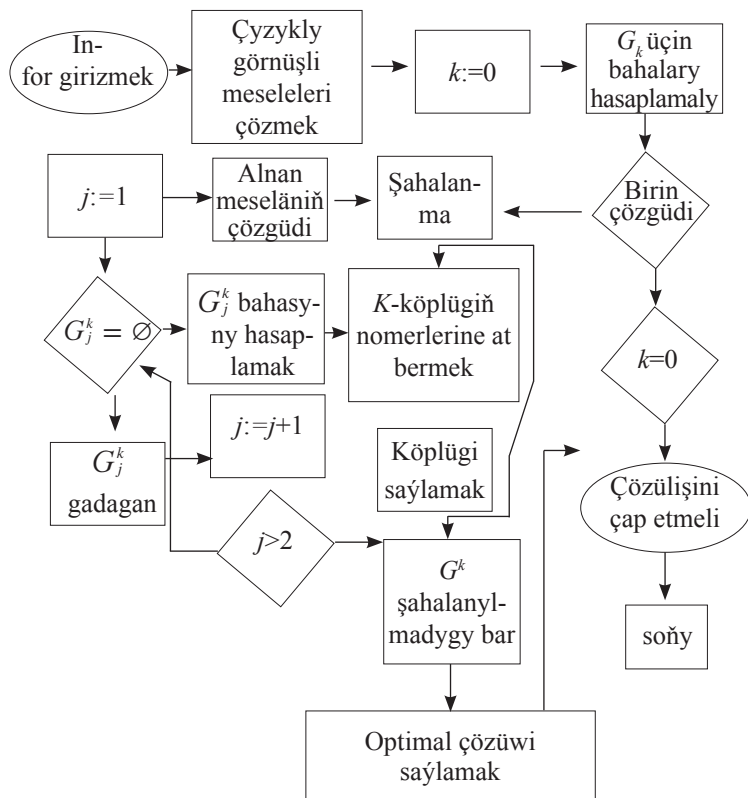 In-
for girizmek
Çyzykly
görnüşli
meseleleri
çözmek
k:=0
G_k üçin
bahalary
hasaplamaly
j:=1
Alnan
meseläniň
çözgüdi
Şahalan-
ma
Birin
çözgüdi
G_j^k = ∅
G_j^k bahasy-
ny hasap-
lamak
K-köplügiň
nomerlerine at
bermek
k=0
G_j^k
gadagan
j:=j+1
Köplügi
saýlamak
Çözülişini
çap etmeli
j>2
G^k
şahalanyl-
madygy bar
soňy
Optimal çözüwi
saýlamak